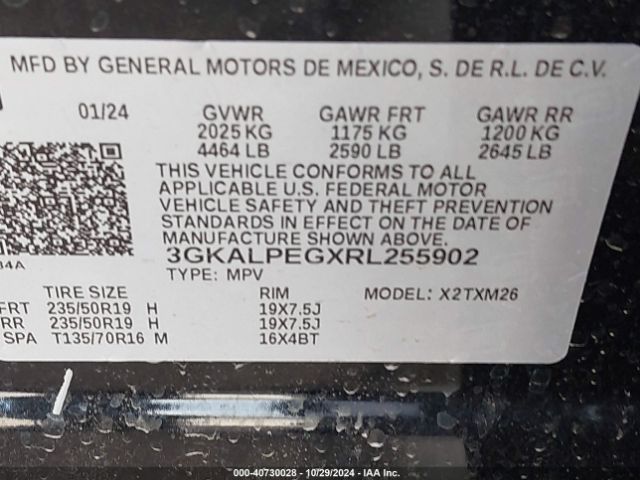 MFD BY GENERAL MOTORS DE MEXICO, S. DE R.L. DE C.V.
01/24 GVWR GAWR FRT GAWR RR
2025 KG 1175 KG 1200 KG
4464 LB 2590 LB 2645 LB
THIS VEHICLE CONFORMS TO ALL
APPLICABLE U.S. FEDERAL MOTOR
VEHICLE SAFETY AND THEFT PREVENTION
STANDARDS IN EFFECT ON THE DATE OF
MANUFACTURE SHOWN ABOVE.
3GKALPEGXRL255902
TYPE: MPV MODEL: X2TXM26
TIRE SIZE RIM
FRT 235/50R19 H 19X7.5J
RR 235/50R19 H 19X7.5J
SPA T135/70R16 M 16X4BT
000-40730028 - 10/29/2024 - IAA Inc.